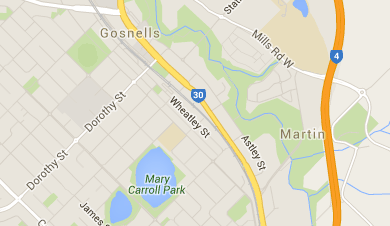 Gosnells
Mills Rd W
4
30
Dorothy St
Wheatley St
Martin
Astley St
Dorothy St
Mary
Carroll Park
James